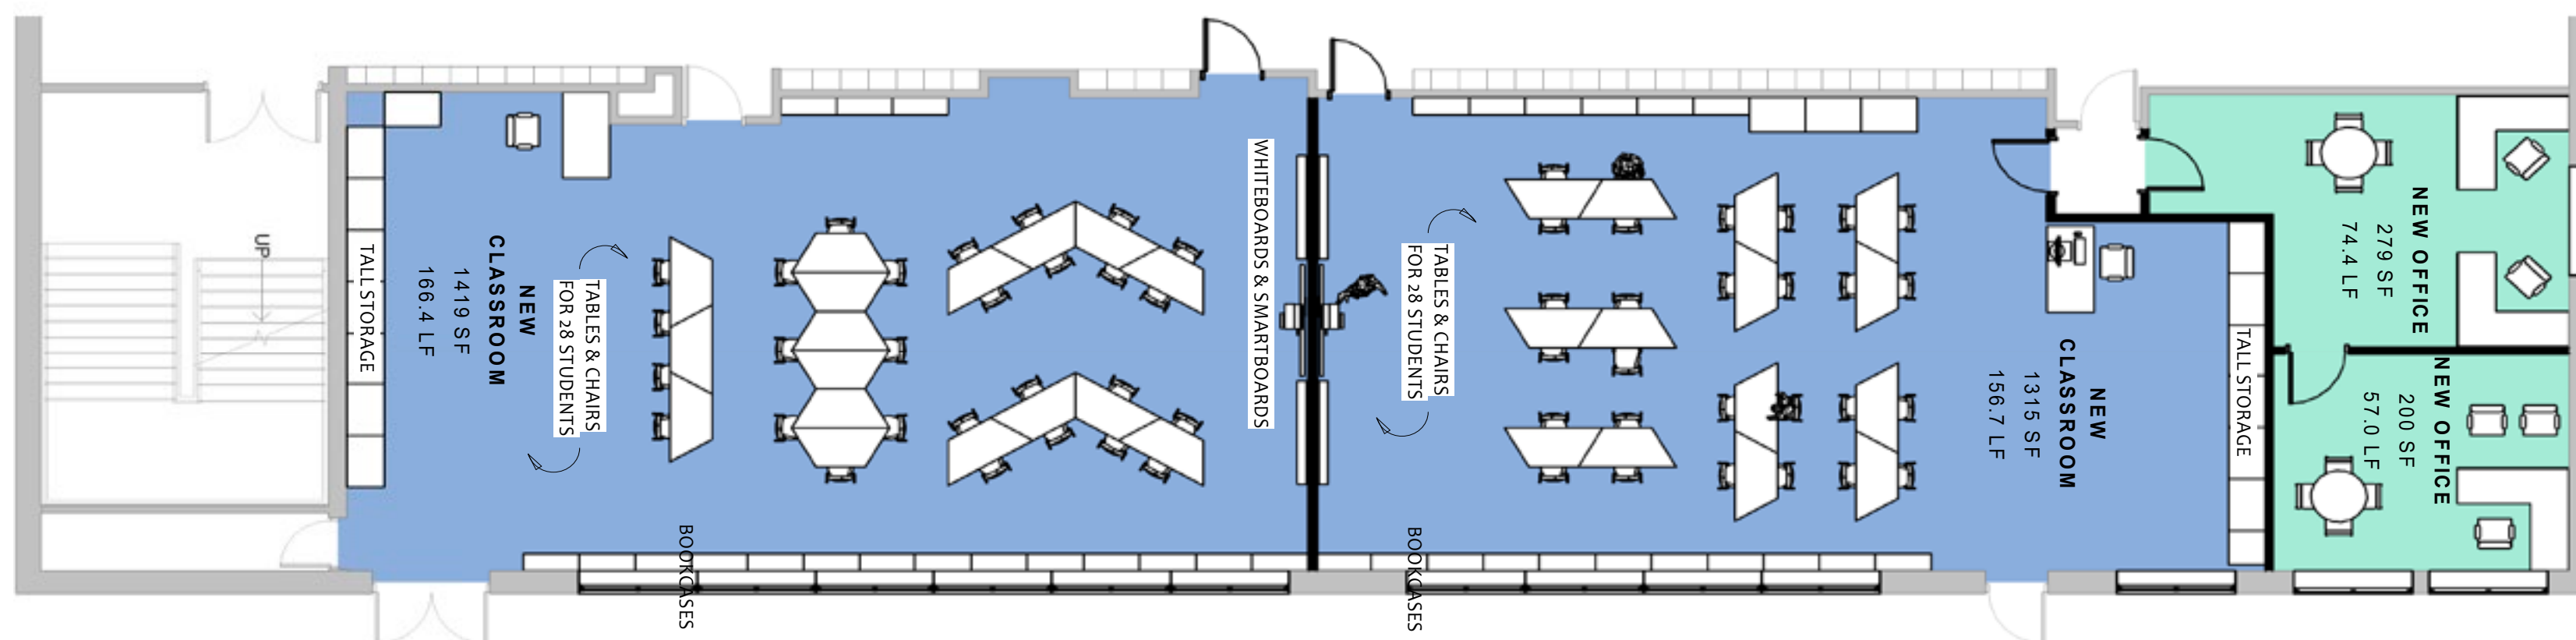 UP
TALL STORAGE
NEW
CLASSROOM
1419 SF
166.4 LF
TABLES & CHAIRS
FOR 28 STUDENTS
BOOKCASES
WHITEBOARDS & SMARTBOARDS
TABLES & CHAIRS
FOR 28 STUDENTS
BOOKCASES
NEW
CLASSROOM
1315 SF
156.7 LF
TALL STORAGE
NEW OFFICE
279 SF
74.4 LF
NEW OFFICE
200 SF
57.0 LF